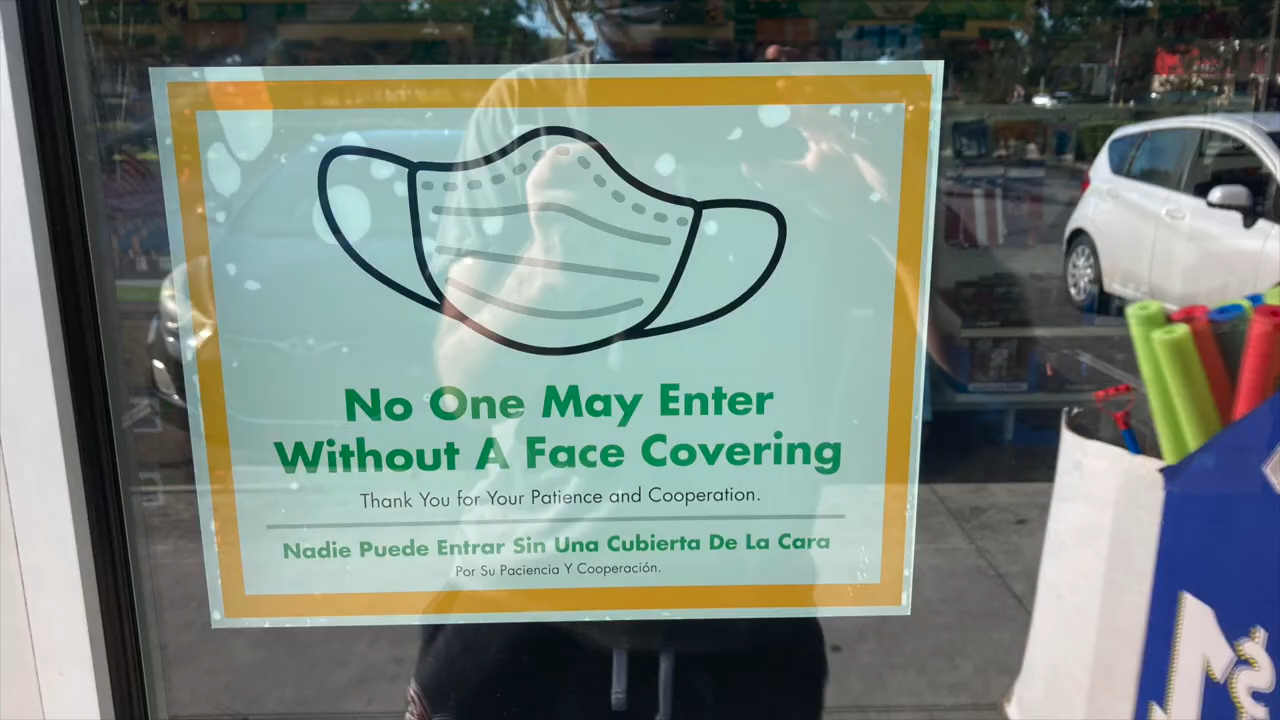 No One May Enter
Without A Face Covering
Thank You for Your Patience and Cooperation.
Nadie Puede Entrar Sin Una Cubierta De La Cara
Por Su Paciencia Y Cooperación.
$1